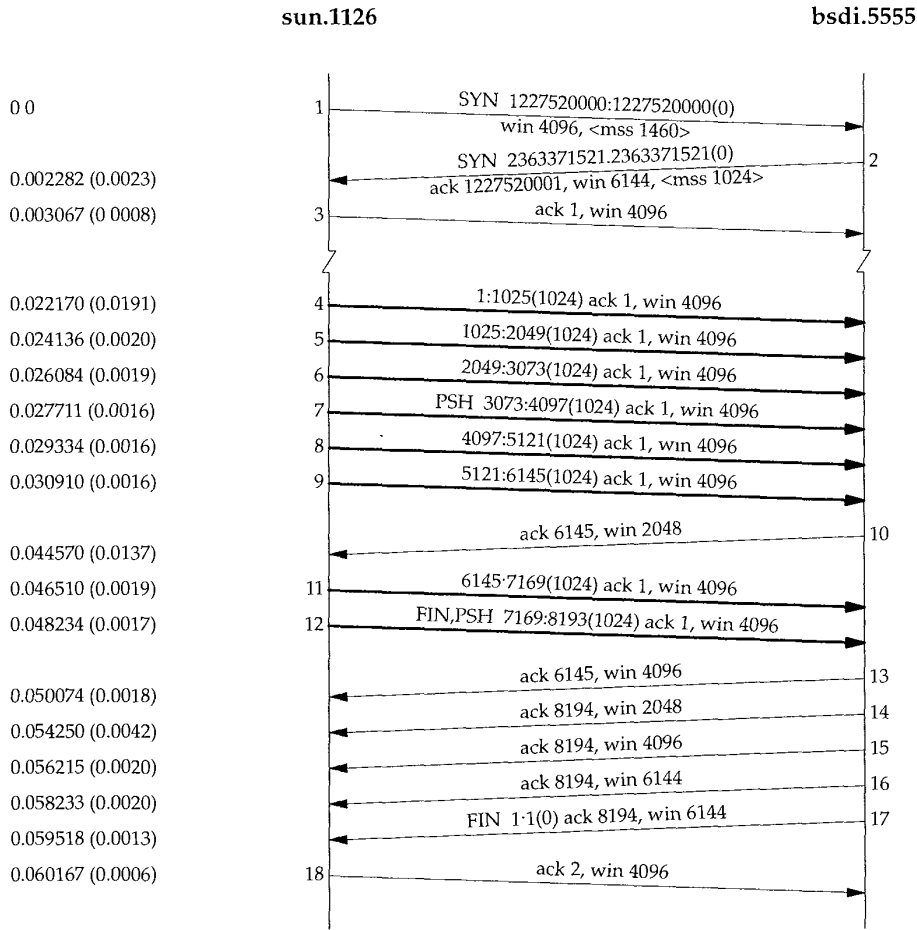 sun.1126 bsdi.5555
0 0 1 SYN 1227520000:1227520000(0)
win 4096, <mss 1460>
SYN 2363371521.2363371521(0) 2
0.002282 (0.0023) ack 1227520001, win 6144, <mss 1024>
0.003067 (0 0008) 3 ack 1, win 4096
0.022170 (0.0191) 4 1:1025(1024) ack 1, win 4096
0.024136 (0.0020) 5 1025:2049(1024) ack 1, win 4096
0.026084 (0.0019) 6 2049:3073(1024) ack 1, win 4096
0.027711 (0.0016) 7 PSH 3073:4097(1024) ack 1, win 4096
0.029334 (0.0016) 8 4097:5121(1024) ack 1, win 4096
0.030910 (0.0016) 9 5121:6145(1024) ack 1, win 4096
ack 6145, win 2048 10
0.044570 (0.0137)
0.046510 (0.0019) 11 6145·7169(1024) ack 1, win 4096
0.048234 (0.0017) 12 FIN,PSH 7169:8193(1024) ack 1, win 4096
ack 6145, win 4096 13
0.050074 (0.0018)
ack 8194, win 2048 14
0.054250 (0.0042)
ack 8194, win 4096 15
0.056215 (0.0020)
ack 8194, win 6144 16
0.058233 (0.0020)
FIN 1·1(0) ack 8194, win 6144 17
0.059518 (0.0013)
0.060167 (0.0006) 18 ack 2, win 4096